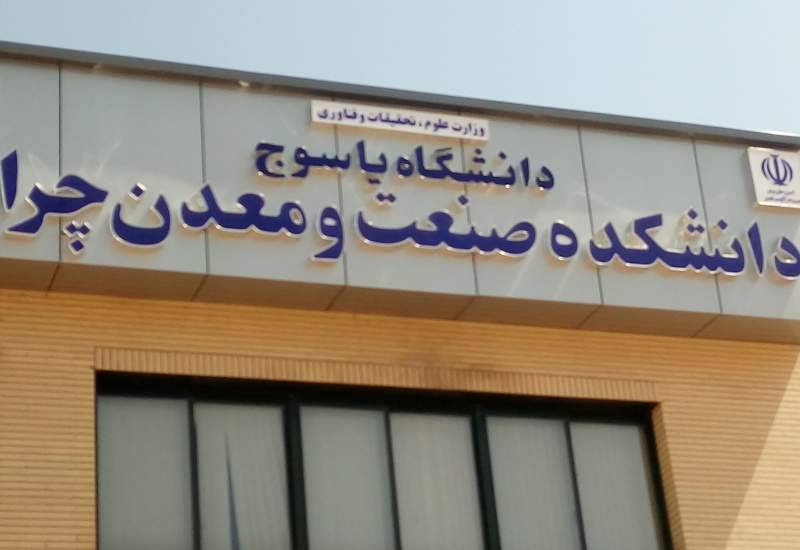 وزارت علوم، تحقیقات و فناوری
دانشگاه یاسوج
دانشکده صنعت و معدن چرا